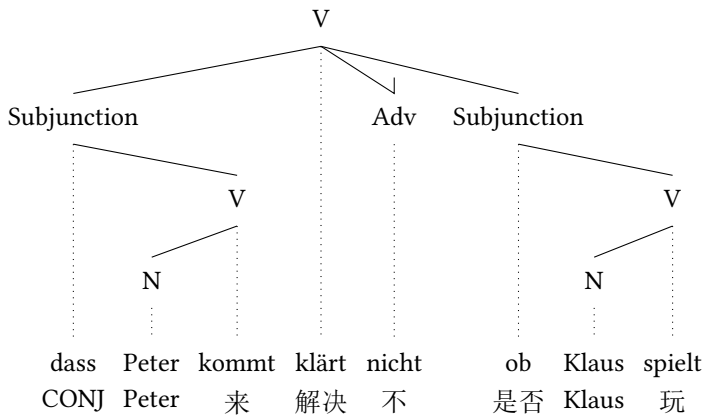 V
Subjunction Adv Subjunction
V V
N N
dass Peter kommt klärt nicht ob Klaus spielt
CONJ Peter 来 解决 不 是否 Klaus 玩